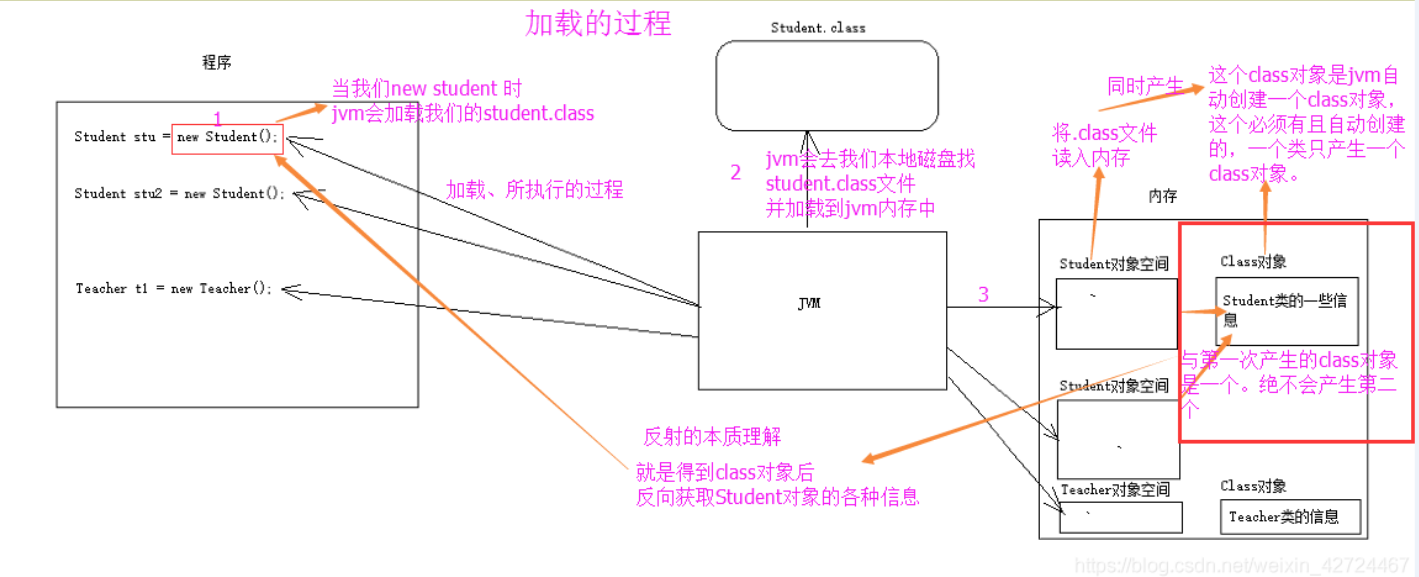 加载的过程
Student.class
程序
当我们new student 时
jvm会加载我们的student.class
1
Student stu = new Student();
Student stu2 = new Student();
Teacher t1 = new Teacher();
加载、所执行的过程
2
jvm会去我们本地磁盘找
student.class文件
并加载到jvm内存中
JVM
3
同时产生
将.class文件
读入内存
这个class对象是jvm自
动创建一个class对象，
这个必须有且自动创建
的，一个类只产生一个
class对象。
内存
Student对象空间
Class对象
Student类的一些信
息
与第一次产生的class对象
是一个。绝不会产生第二
个
Student对象空间
Teacher对象空间
Class对象
Teacher类的信息
反射的本质理解
就是得到class对象后
反向获取Student对象的各种信息
https://blog.csdn.net/weixin_42724467